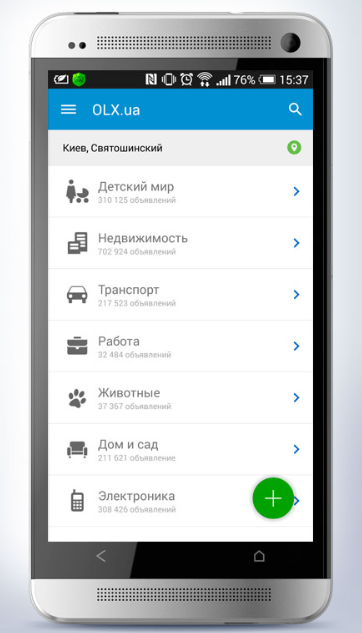 76% 15:37
OLX.ua
Киев, Святошинский
Детский мир
310 125 объявлений
Недвижимость
702 924 объявлений
Транспорт
217 523 объявлений
Работа
32 484 объявлений
Животные
37 367 объявлений
Дом и сад
211 621 объявление
Электроника
308 426 объявлений